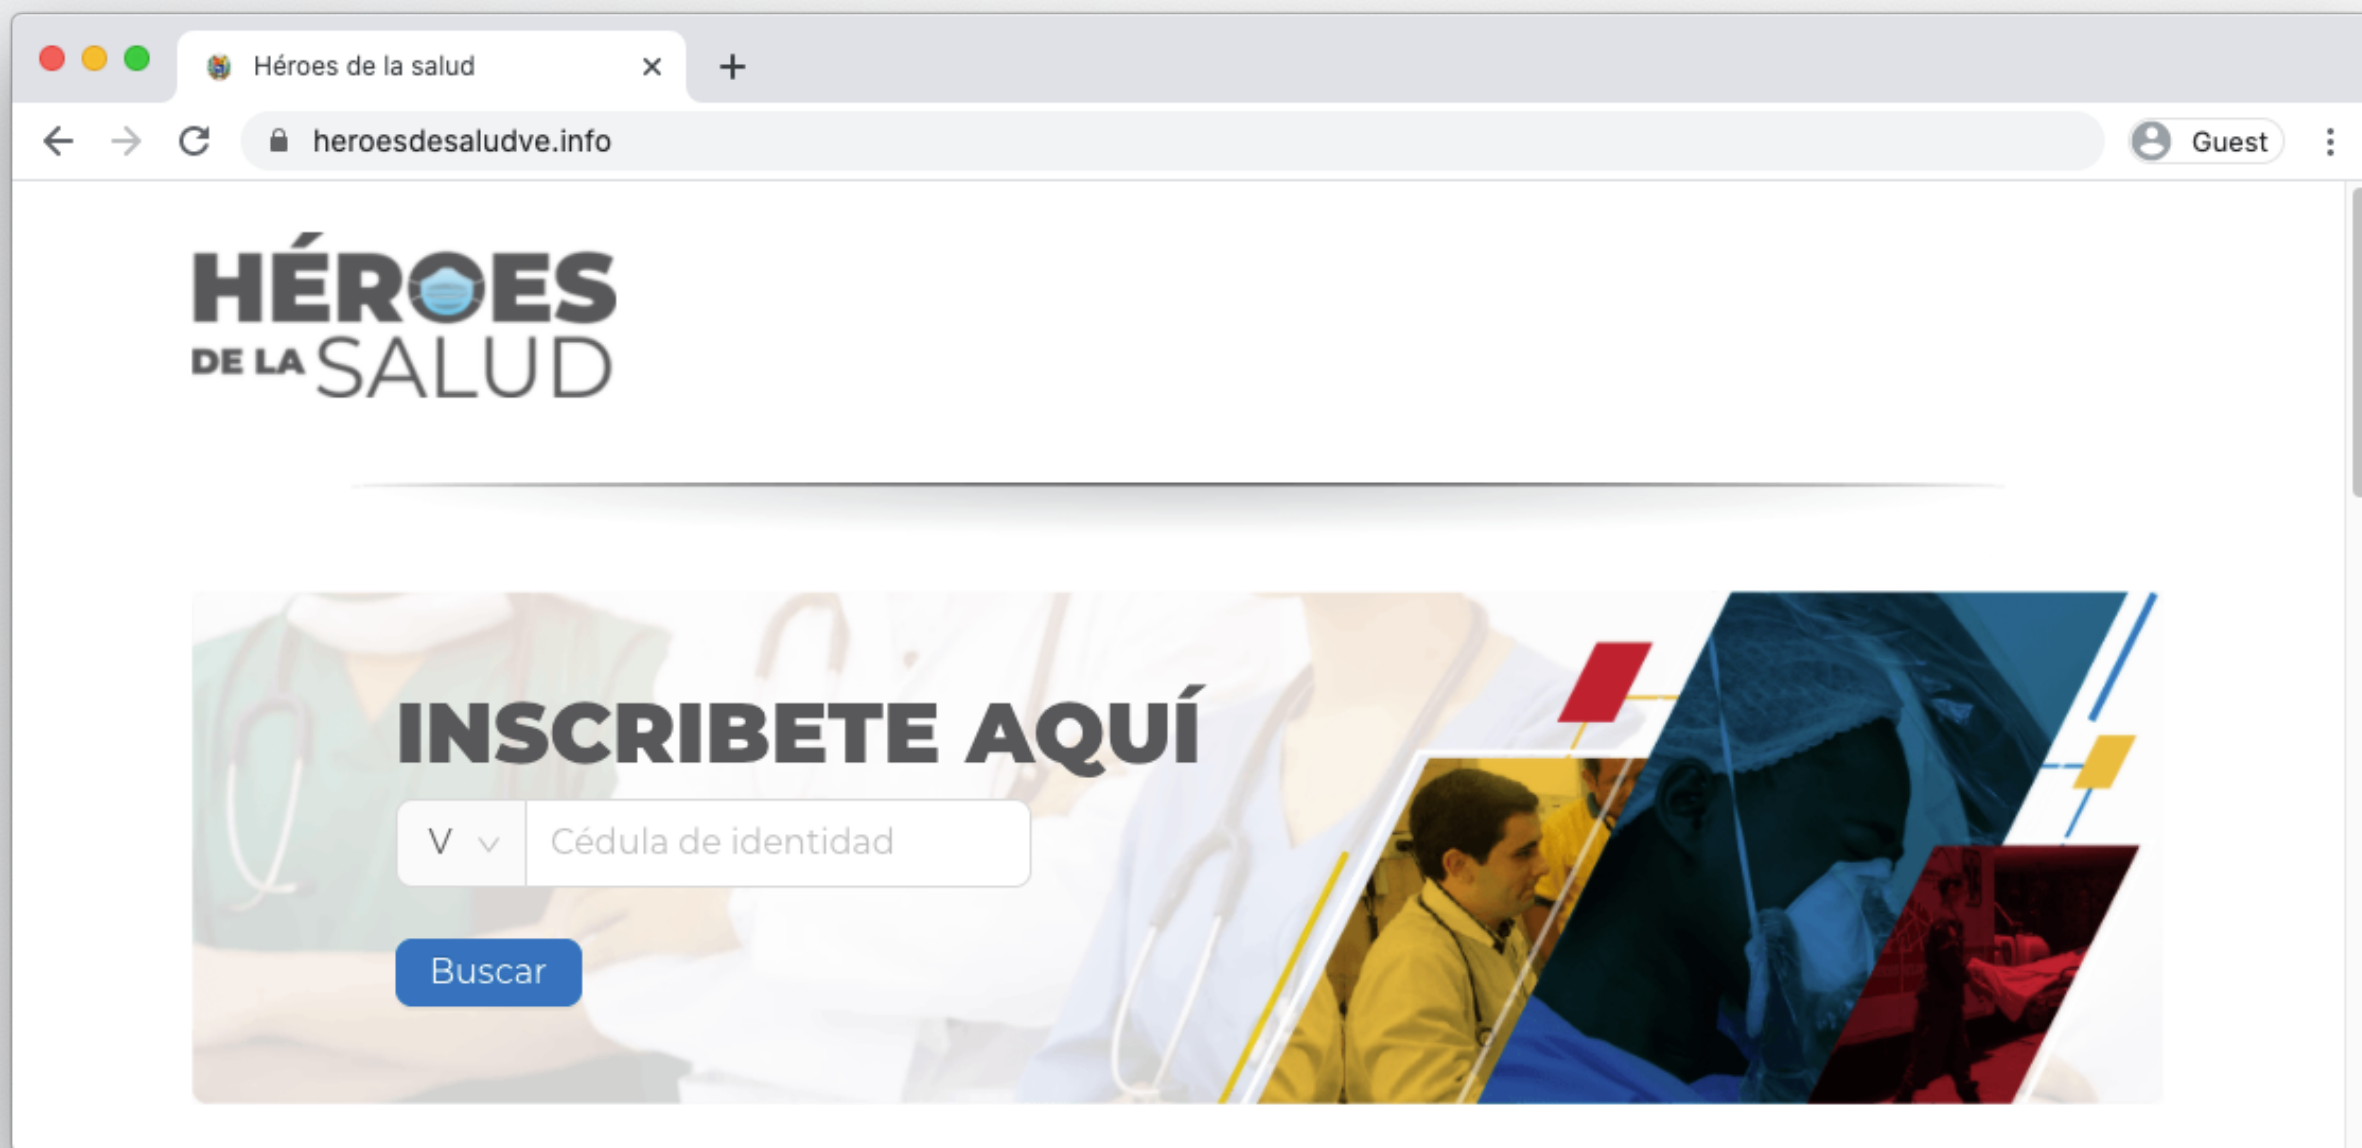 Héroes de la salud
heroesdesaludve.info
Guest
HÉROES
DE LA SALUD
INSCRIBETE AQUÍ
V
Cédula de identidad
Buscar